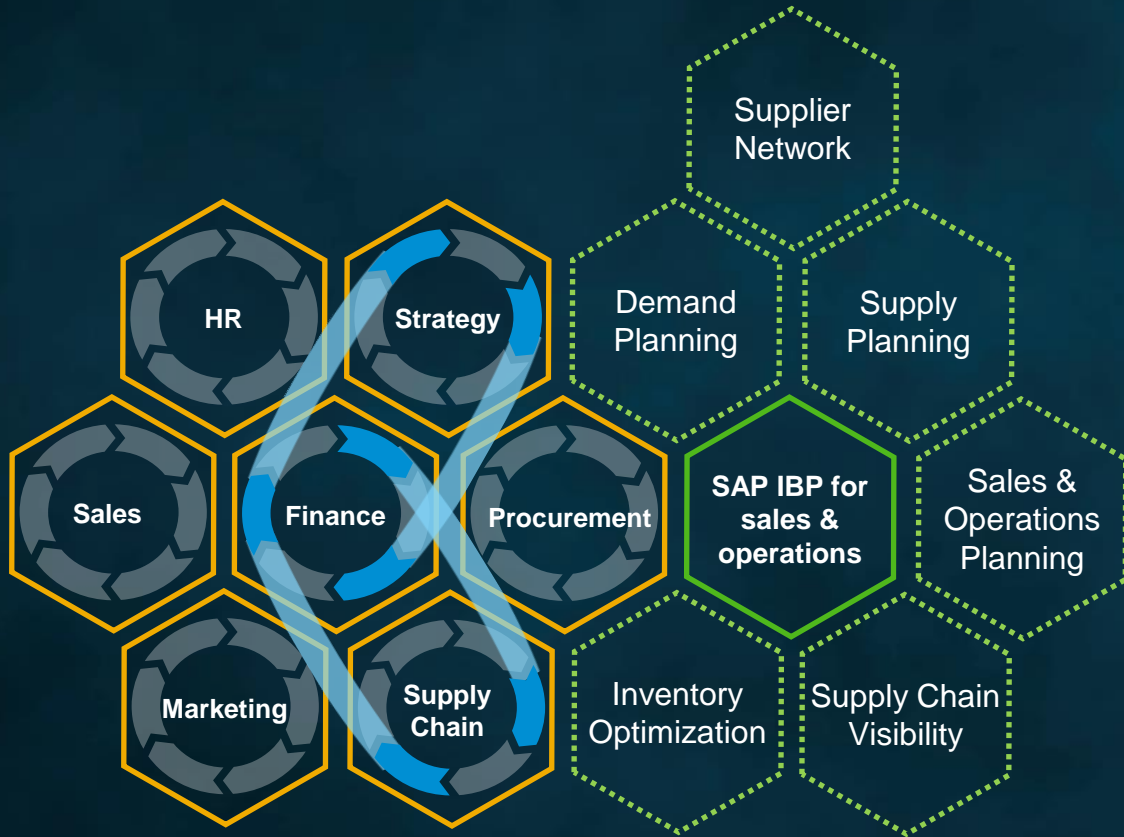 Supplier
Network
Demand
Planning
Supply
Planning
HR
Strategy
Sales
Finance
Procurement
SAP IBP for
sales &
operations
Sales &
Operations
Planning
Marketing
Supply
Chain
Inventory
Optimization
Supply Chain
Visibility